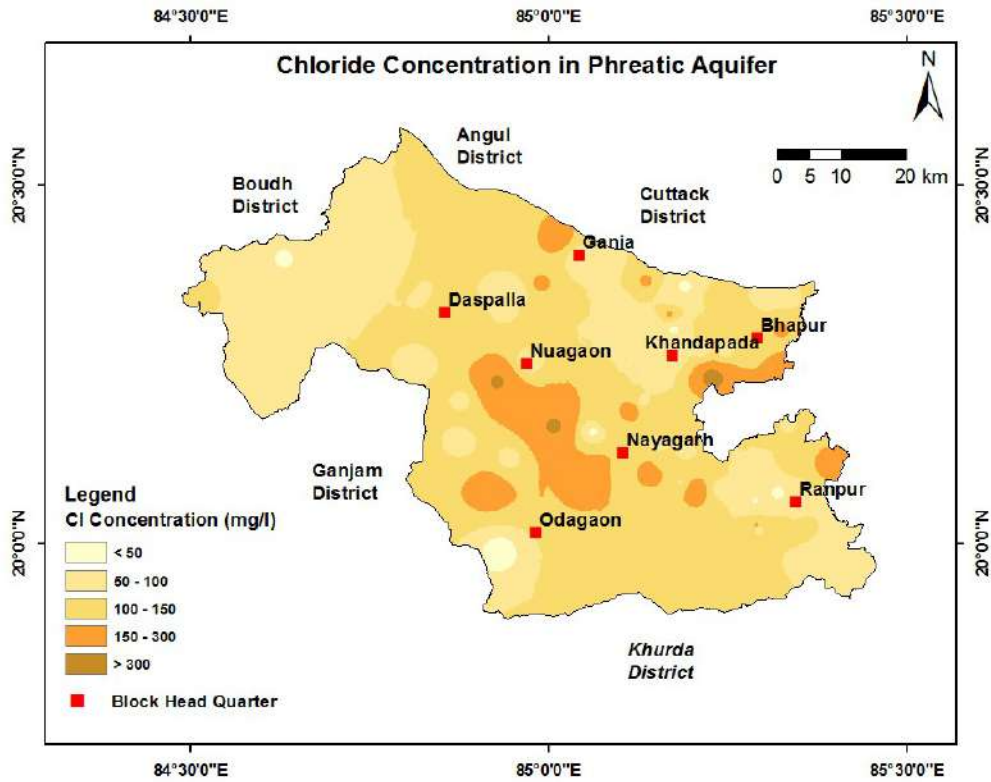 84°30'0"E 85°0'0"E 85°30'0"E
Chloride Concentration in Phreatic Aquifer
N
0 5 10 20 km
20°30'0"N
20°30'0"N
Angul
District
Boudh
District
Cuttack
District
Gania
Daspalla
Bhapur
Khandapada
Nuagaon
Nayagarh
Ganjam
District
Ranpur
Odagaon
20°0'0"N
20°0'0"N
Khurda
District
Legend
Cl Concentration (mg/l)
< 50
50 - 100
100 - 150
150 - 300
> 300
Block Head Quarter
84°30'0"E 85°0'0"E 85°30'0"E